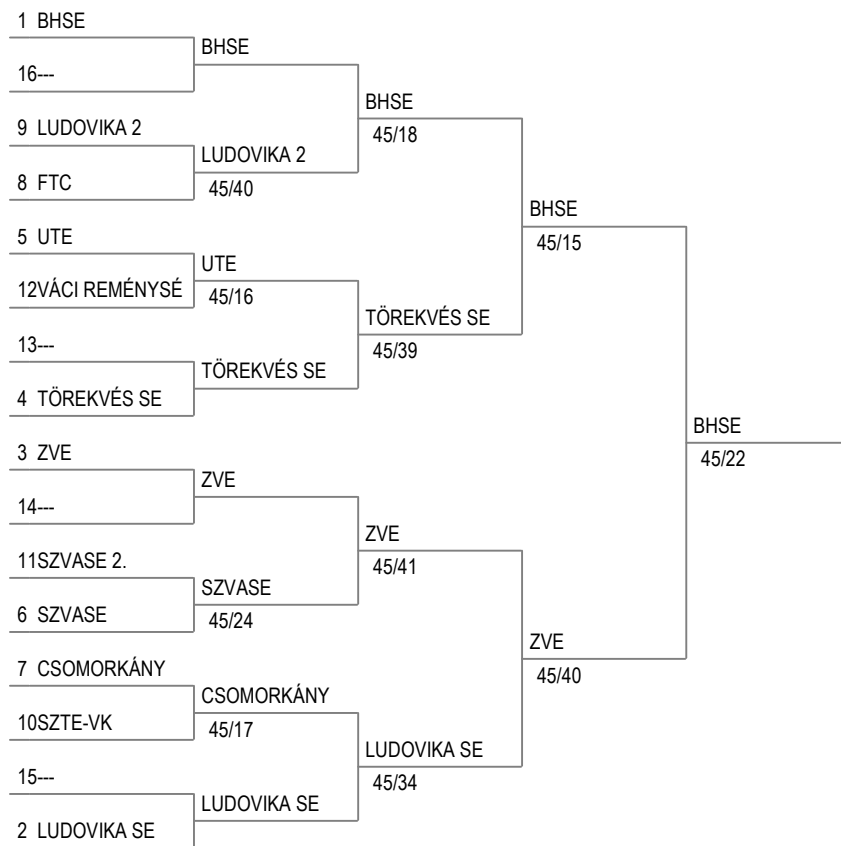 1 BHSE
16---
9 LUDOVIKA 2
8 FTC
5 UTE
12VÁCI REMÉNYSÉ
13---
4 TÖREKVÉS SE
3 ZVE
14---
11SZVASE 2.
6 SZVASE
7 CSOMORKÁNY
10SZTE-VK
15---
2 LUDOVIKA SE
BHSE
LUDOVIKA 2
45/40
UTE
45/16
TÖREKVÉS SE
ZVE
SZVASE
45/24
CSOMORKÁNY
45/17
LUDOVIKA SE
BHSE
45/18
TÖREKVÉS SE
45/39
ZVE
45/41
LUDOVIKA SE
45/34
BHSE
45/15
ZVE
45/40
BHSE
45/22